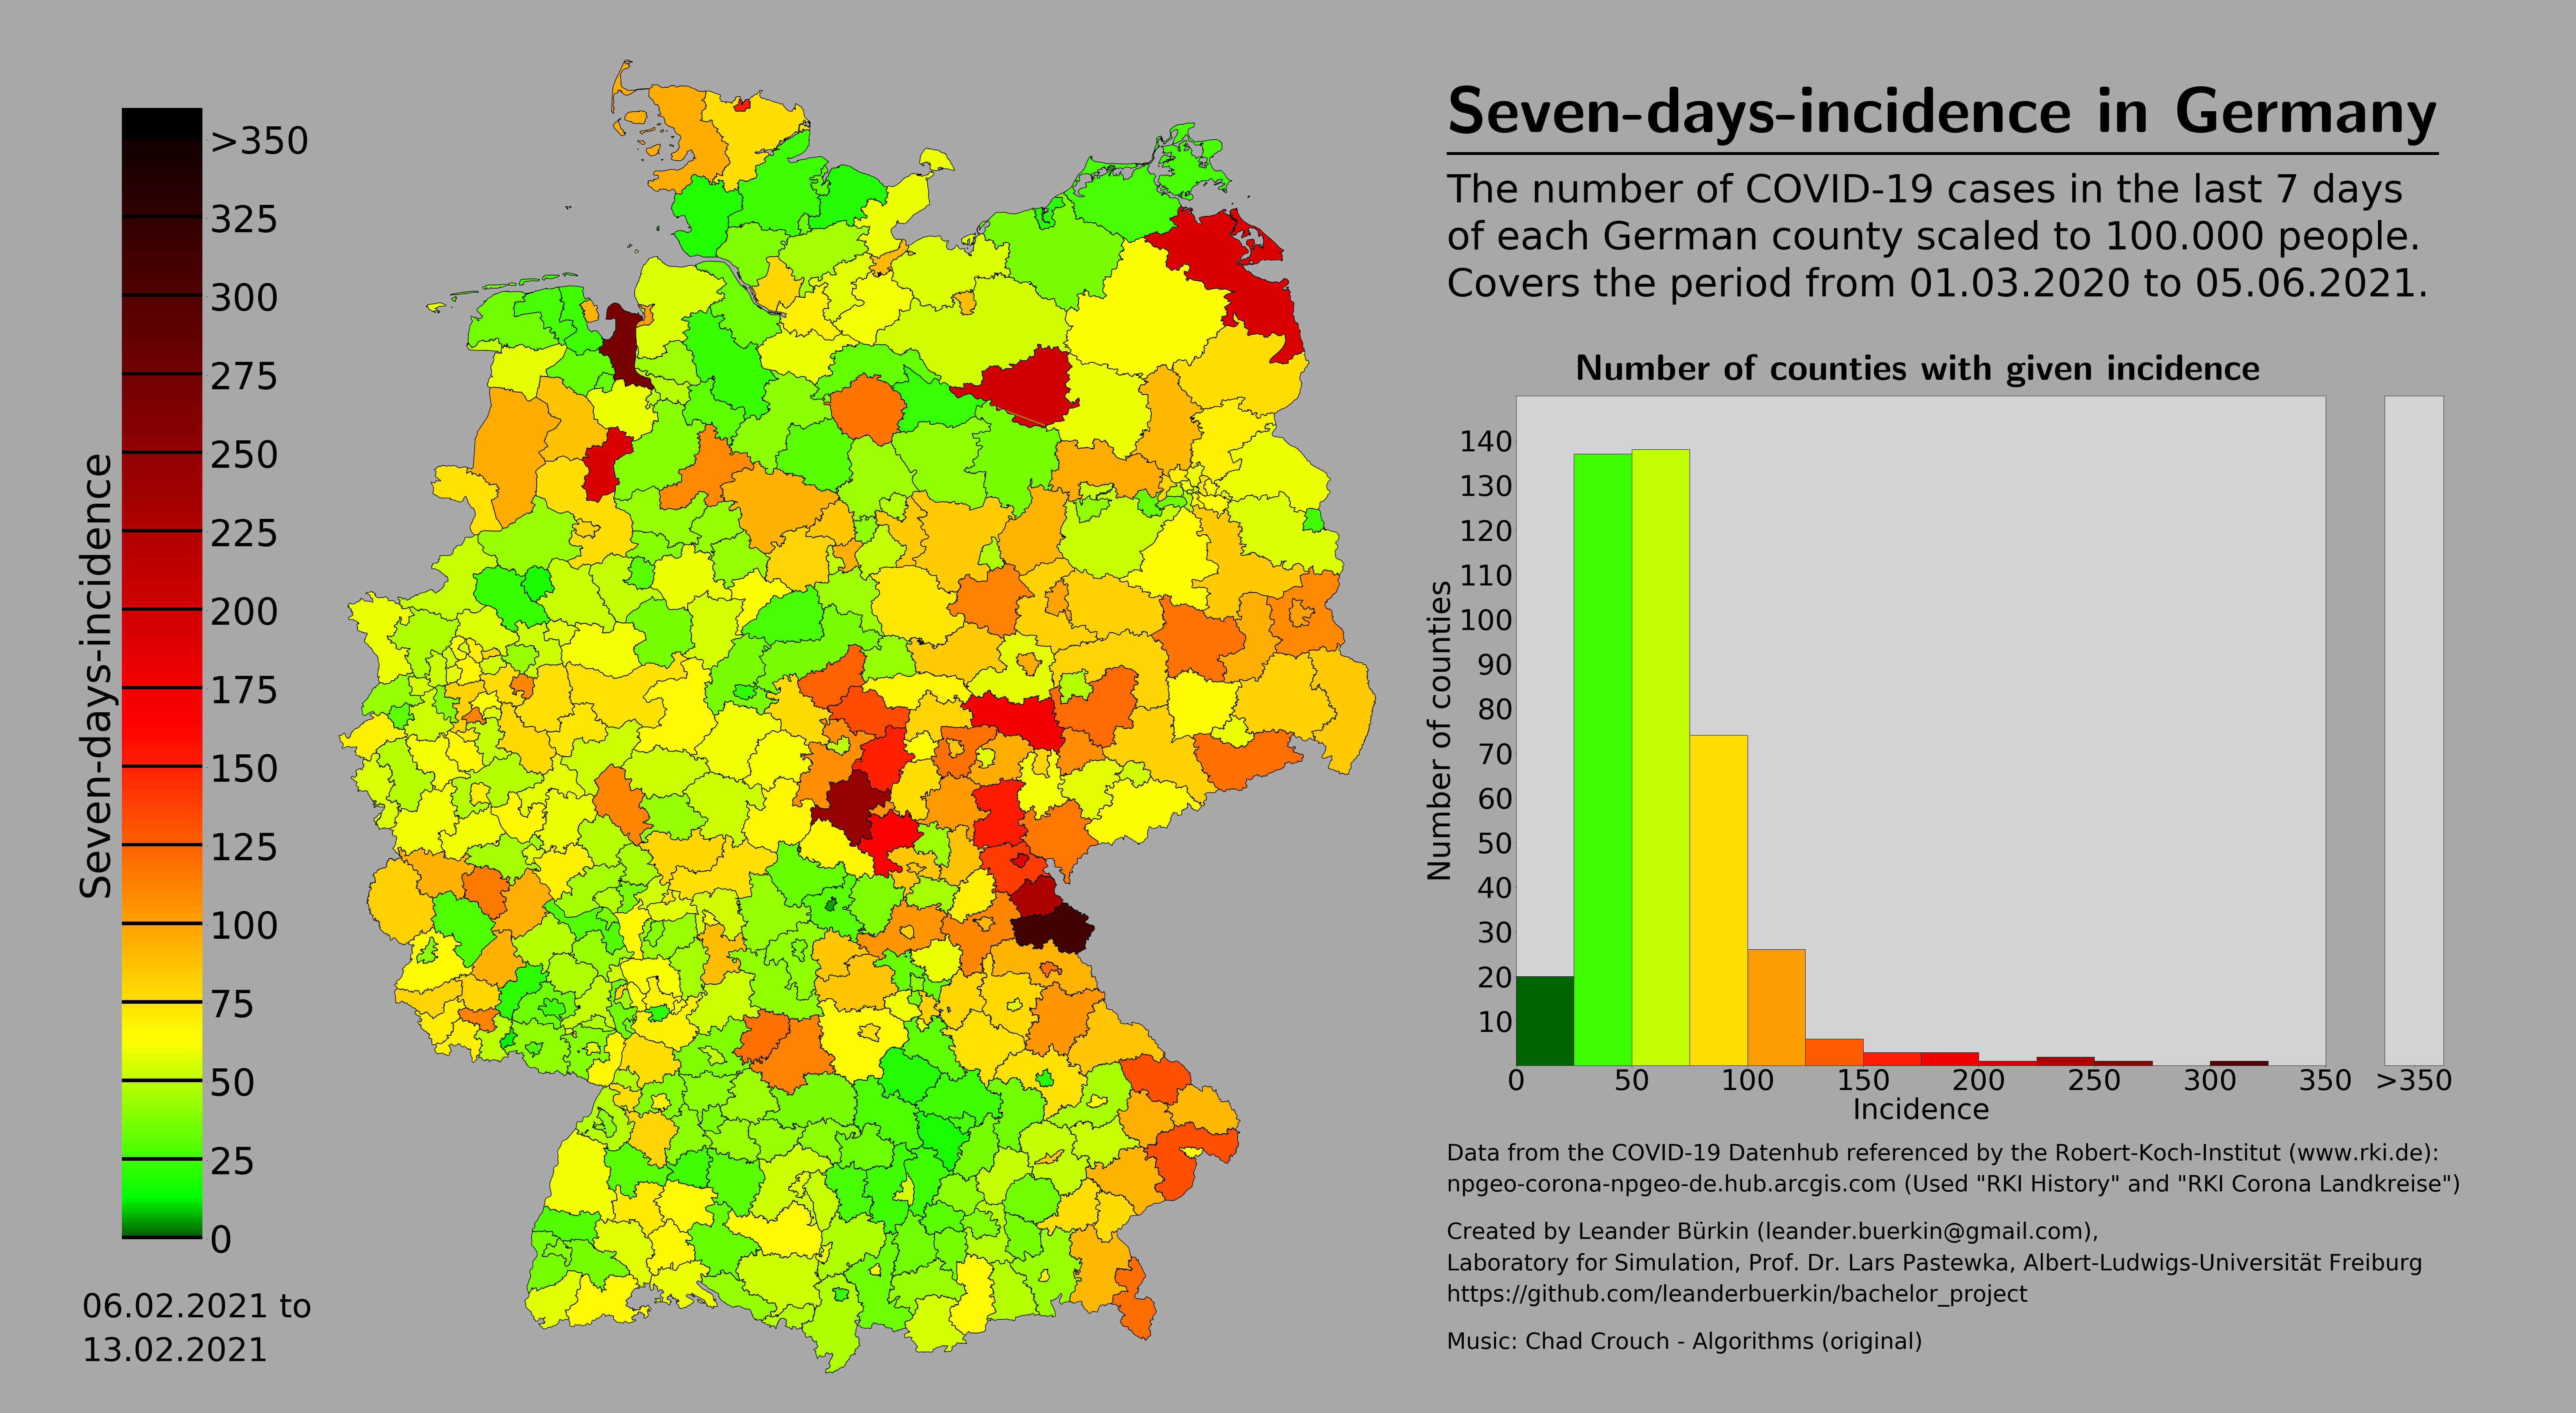 Seven-days-incidence in Germany
The number of COVID-19 cases in the last 7 days
of each German county scaled to 100.000 people.
Covers the period from 01.03.2020 to 05.06.2021.
>350
325
300
275
250
225
200
175
150
125
100
75
50
25
0
Seven-days-incidence
06.02.2021 to
13.02.2021
Number of counties with given incidence
140
130
120
110
100
90
80
70
60
50
40
30
20
10
Number of counties
0 50 100 150 200 250 300 350 >350
Incidence
Data from the COVID-19 Datenhub referenced by the Robert-Koch-Institut (www.rki.de):
npgeo-corona-npgeo-de.hub.arcgis.com (Used "RKI History" and "RKI Corona Landkreise")
Created by Leander Bürkin (leander.buerkin@gmail.com),
Laboratory for Simulation, Prof. Dr. Lars Pastewka, Albert-Ludwigs-Universität Freiburg
https://github.com/leanderbuerkin/bachelor_project
Music: Chad Crouch - Algorithms (original)